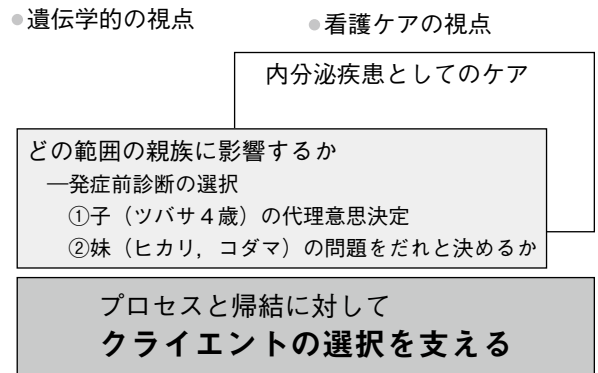 ●遺伝学的の視点
●看護ケアの視点
内分泌疾患としてのケア
どの範囲の親族に影響するか
―発症前診断の選択
①子（ツバサ４歳）の代理意思決定
②妹（ヒカリ，コダマ）の問題をだれと決めるか
プロセスと帰結に対して
クライエントの選択を支える